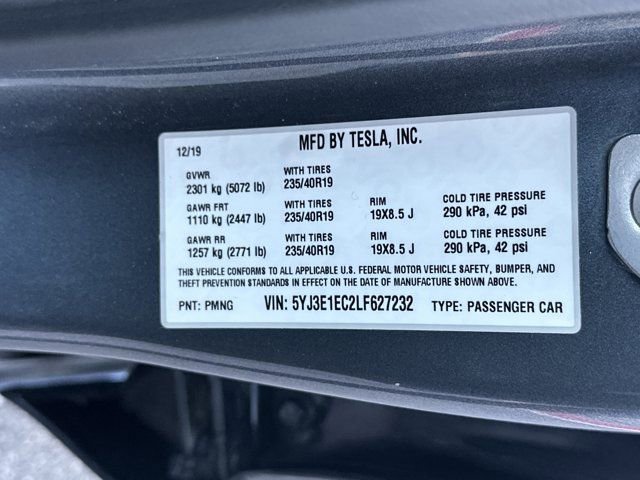 MFD BY TESLA, INC.
12/19
GVWR WITH TIRES
2301 kg (5072 lb) 235/40R19
GAWR FRT WITH TIRES RIM COLD TIRE PRESSURE
1110 kg (2447 lb) 235/40R19 19X8.5 J 290 kPa, 42 psi
GAWR RR WITH TIRES RIM COLD TIRE PRESSURE
1257 kg (2771 lb) 235/40R19 19X8.5 J 290 kPa, 42 psi
THIS VEHICLE CONFORMS TO ALL APPLICABLE U.S. FEDERAL MOTOR VEHICLE SAFETY, BUMPER, AND
THEFT PREVENTION STANDARDS IN EFFECT ON THE DATE OF MANUFACTURE SHOWN ABOVE.
PNT: PMNG VIN: 5YJ3E1EC2LF627232 TYPE: PASSENGER CAR